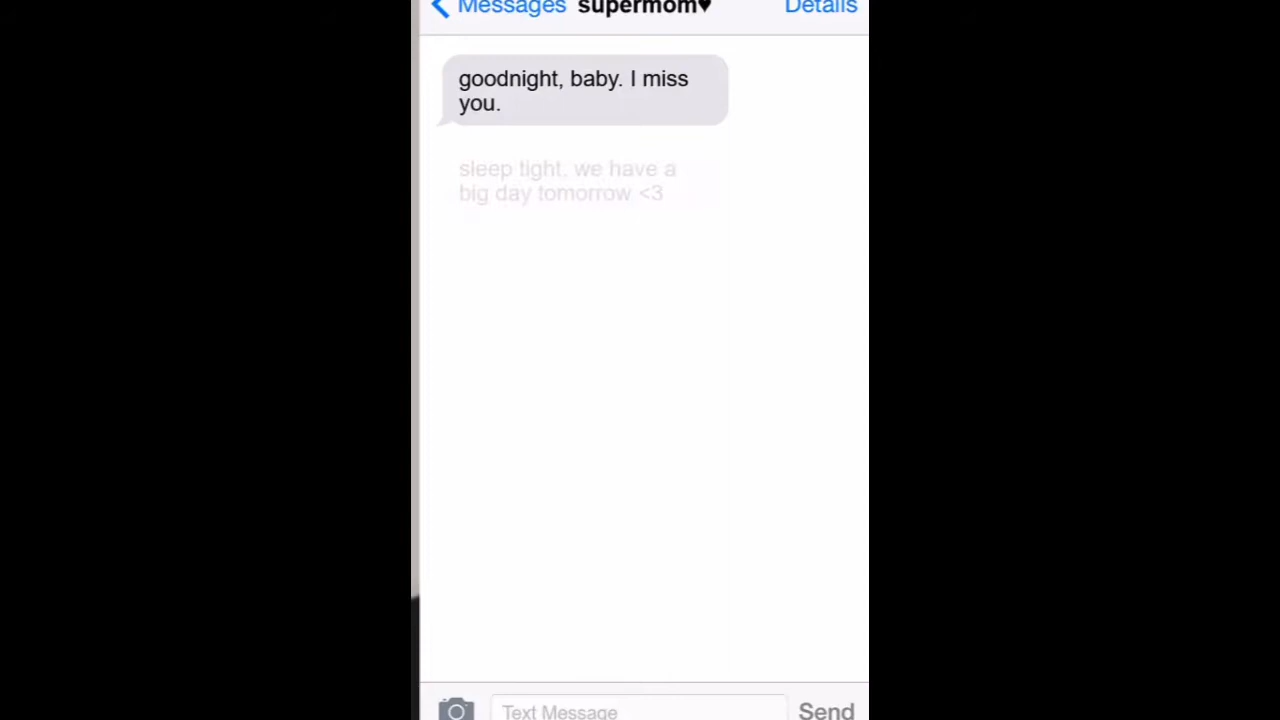 Messages supermom♥ Details
goodnight, baby. I miss
you.
sleep tight. we have a
big day tomorrow <3
Text Message Send